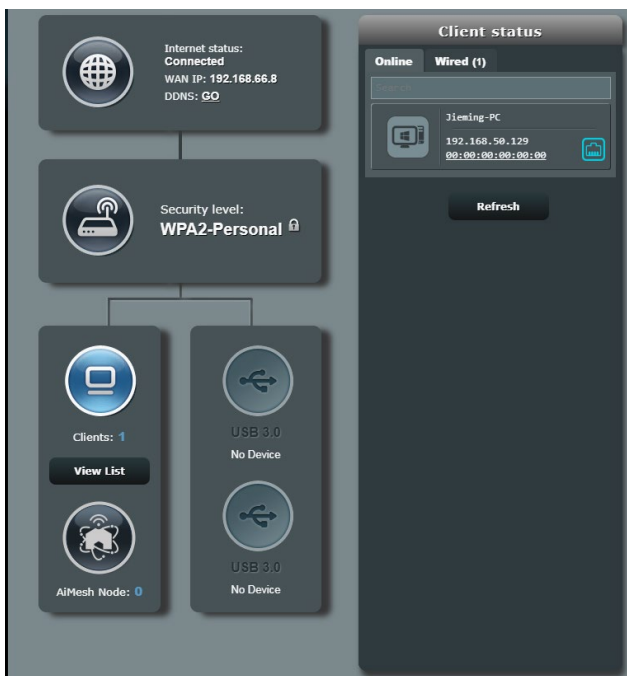 Internet status:
Connected
WAN IP: 192.168.66.8
DDNS: GO
Security level:
WPA2-Personal
Clients: 1
View List
AiMesh Node: 0
USB 3.0
No Device
USB 3.0
No Device
Client status
Online Wired (1)
Search
Jieming-PC
192.168.50.129
00:00:00:00:00:00
Refresh